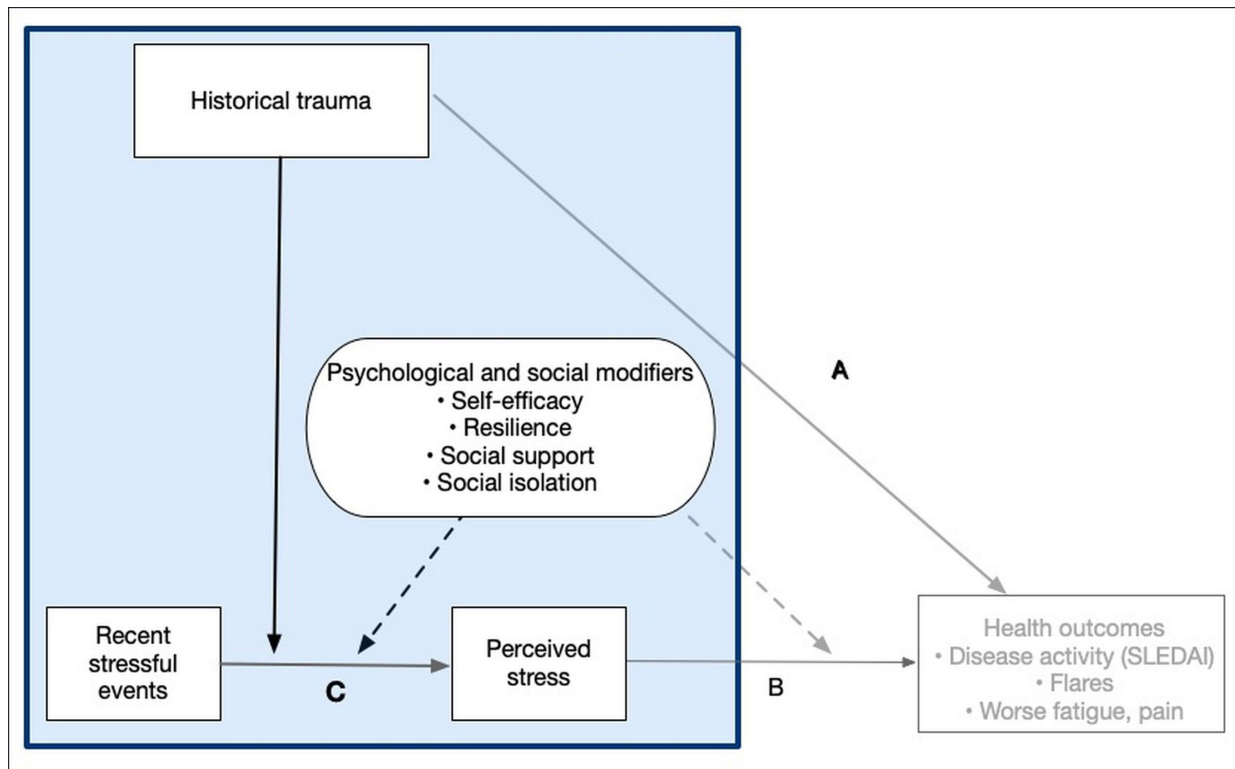 Historical trauma
A
Psychological and social modifiers
• Self-efficacy
• Resilience
• Social support
• Social isolation
Recent
stressful
events
C
Perceived
stress
B
Health outcomes
• Disease activity (SLEDAI)
• Flares
• Worse fatigue, pain